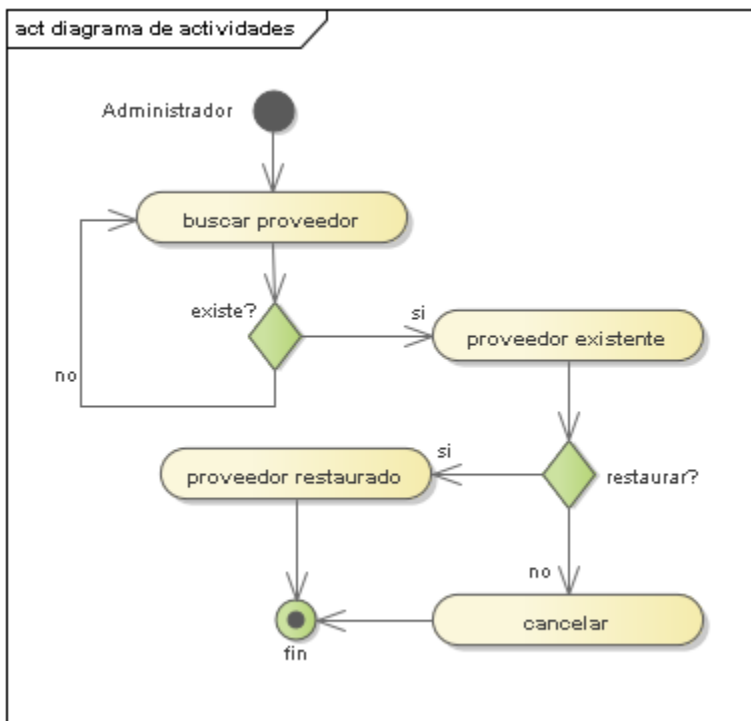 act diagrama de actividades
Administrador
buscar proveedor
existe?
si
proveedor existente
no
si
proveedor restaurado
restaurar?
no
cancelar
fin